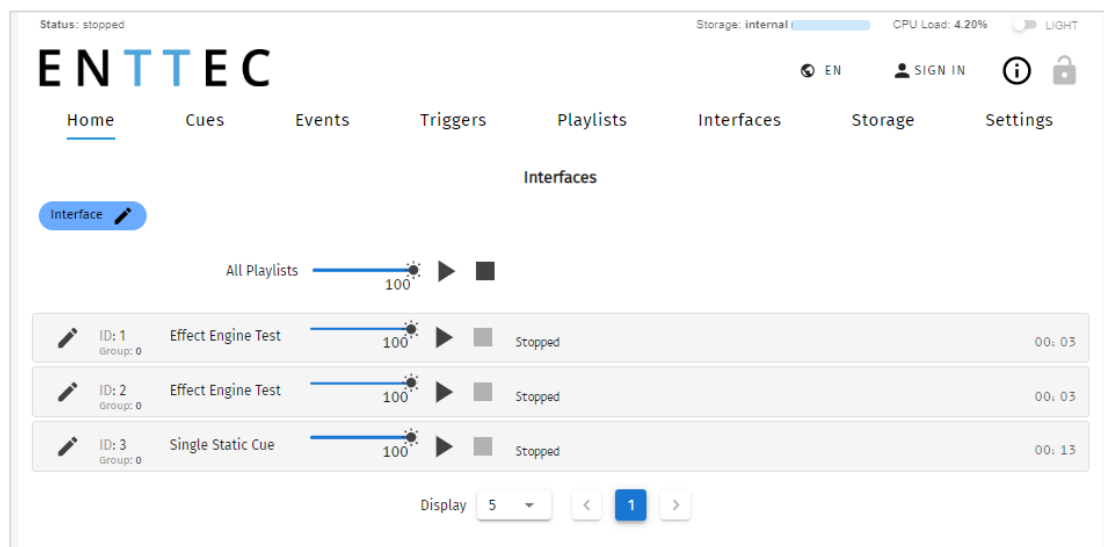 Status: stopped Storage: internal CPU Load: 4.20% LIGHT
ENTTEC
EN SIGN IN
Home Cues Events Triggers Playlists Interfaces Storage Settings
Interfaces
Interface
All Playlists 100
ID: 1 Effect Engine Test 100 Stopped 00: 03
Group: 0
ID: 2 Effect Engine Test 100 Stopped 00: 03
Group: 0
ID: 3 Single Static Cue 100 Stopped 00: 13
Group: 0
Display 5 < 1 >